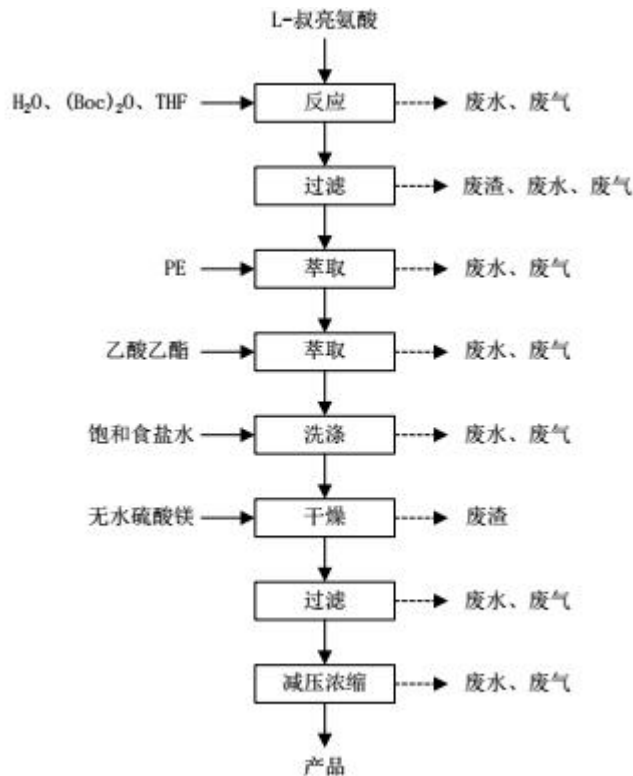 L-叔亮氨酸
H₂O、(Boc)₂O、THF 反应 废水、废气
过滤 废渣、废水、废气
PE 萃取 废水、废气
乙酸乙酯 萃取 废水、废气
饱和食盐水 洗涤 废水、废气
无水硫酸镁 干燥 废渣
过滤 废水、废气
减压浓缩 废水、废气
产品